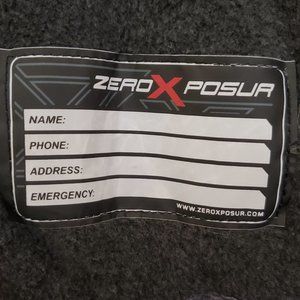 ZEROXPOSUR
NAME:
PHONE:
ADDRESS:
EMERGENCY:
WWW.ZEROXPOSUR.COM